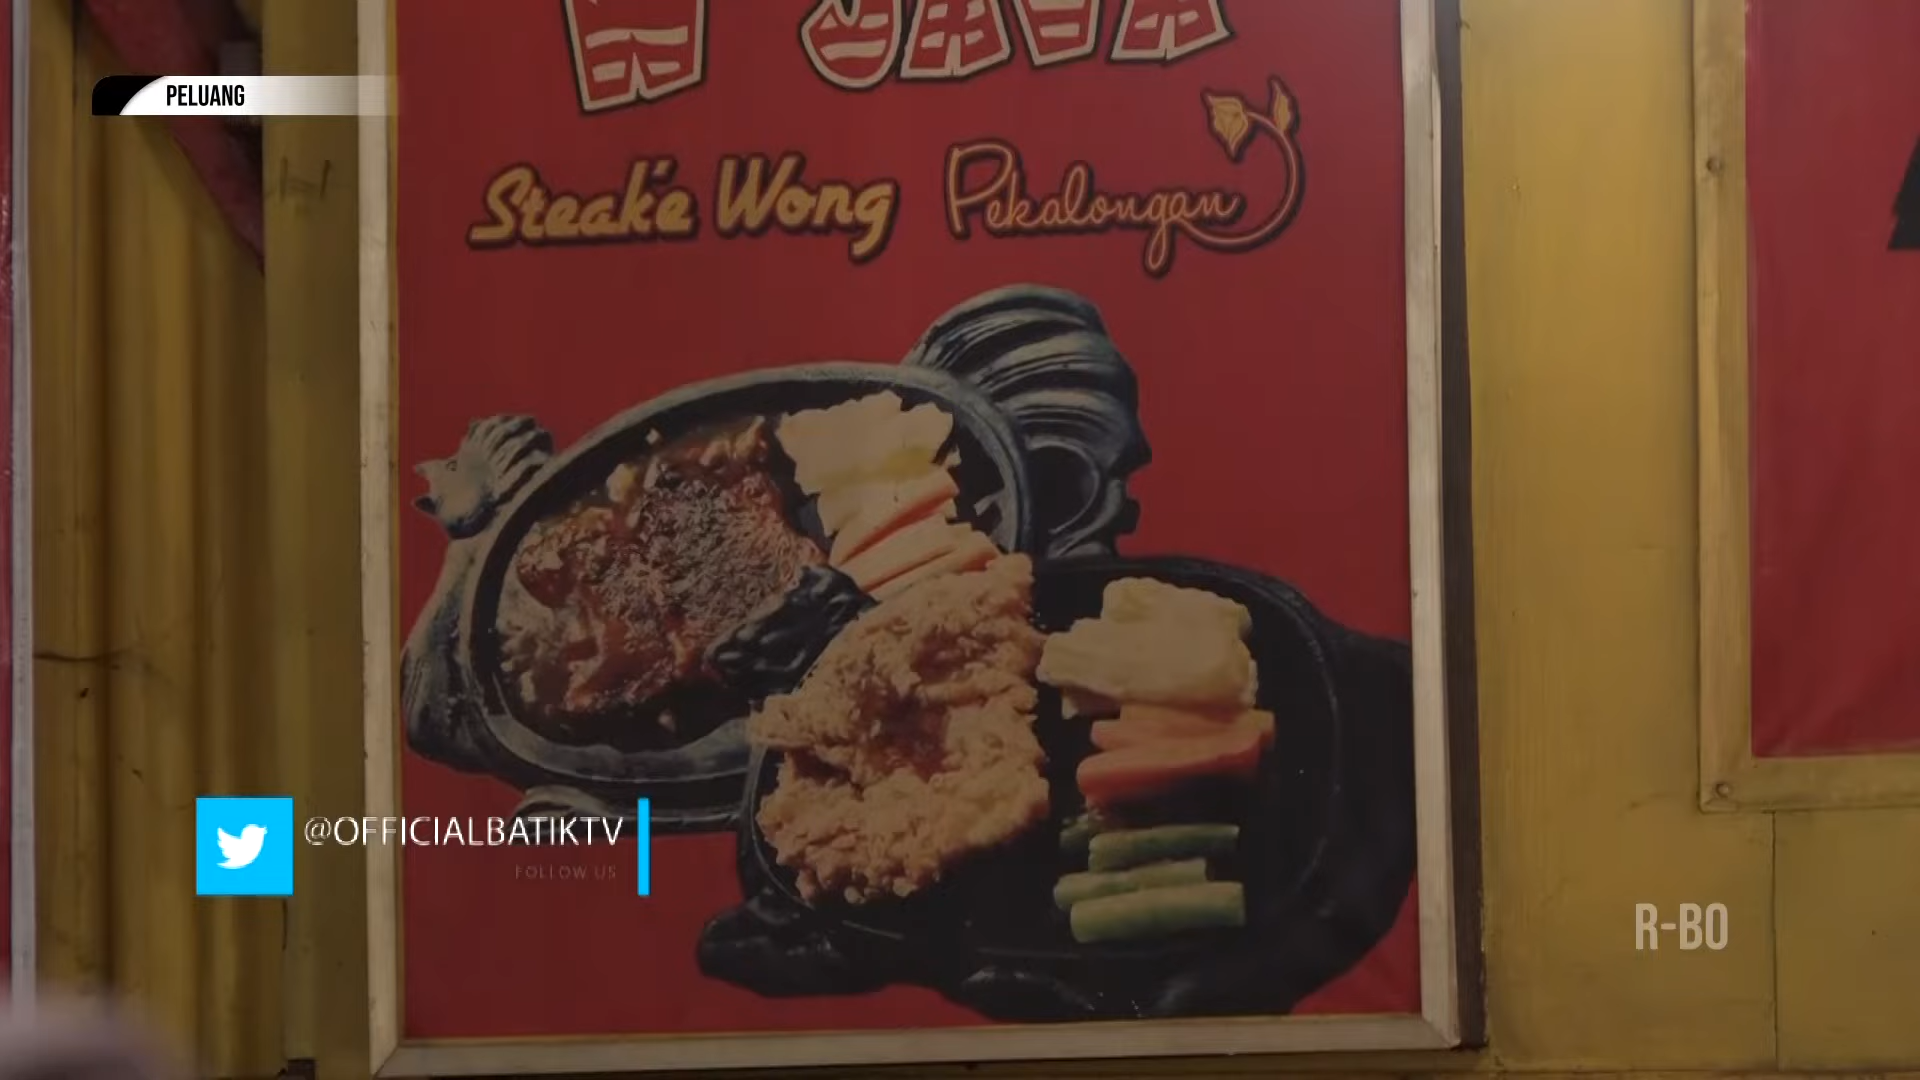 PELUANG
Steak'e Wong Pekalongan
@OFFICIALBATIKTV
FOLLOW US
R-BO